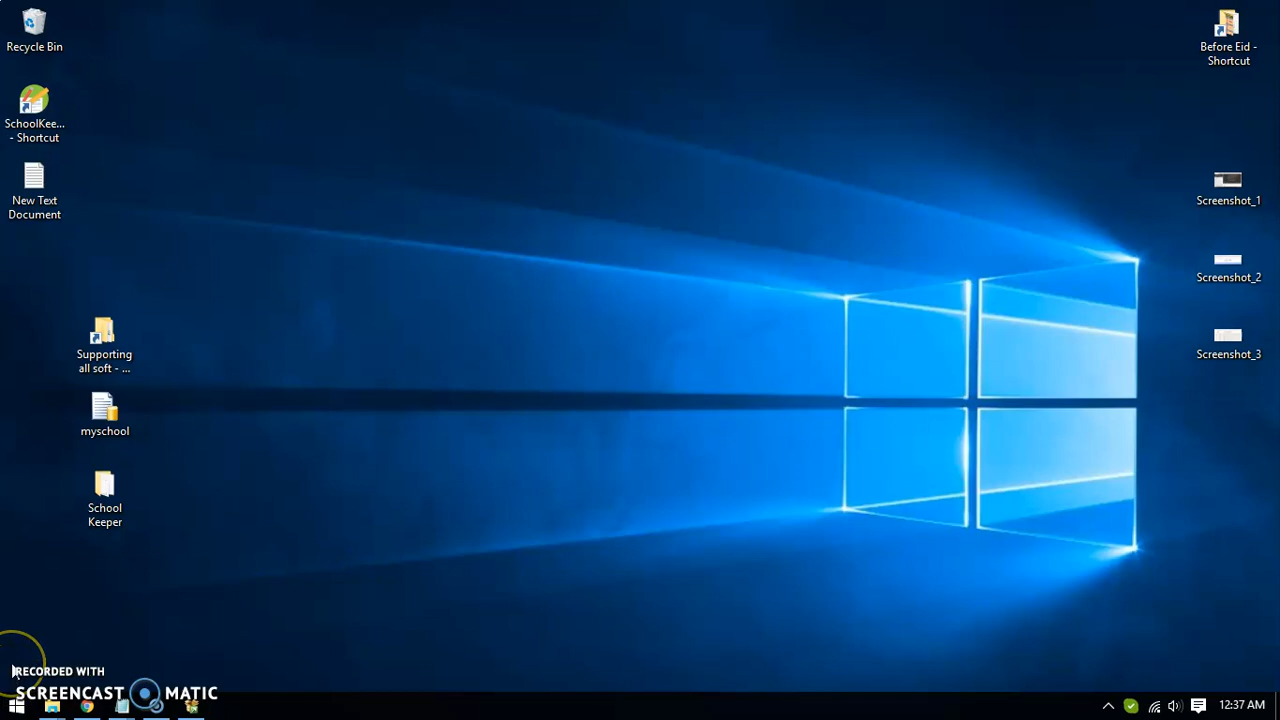 Recycle Bin
SchoolKee...
- Shortcut
New Text
Document
Supporting
all soft - ...
myschool
School
Keeper
Before Eid -
Shortcut
Screenshot_1
Screenshot_2
Screenshot_3
RECORDED WITH
SCREENCAST MATIC
12:37 AM